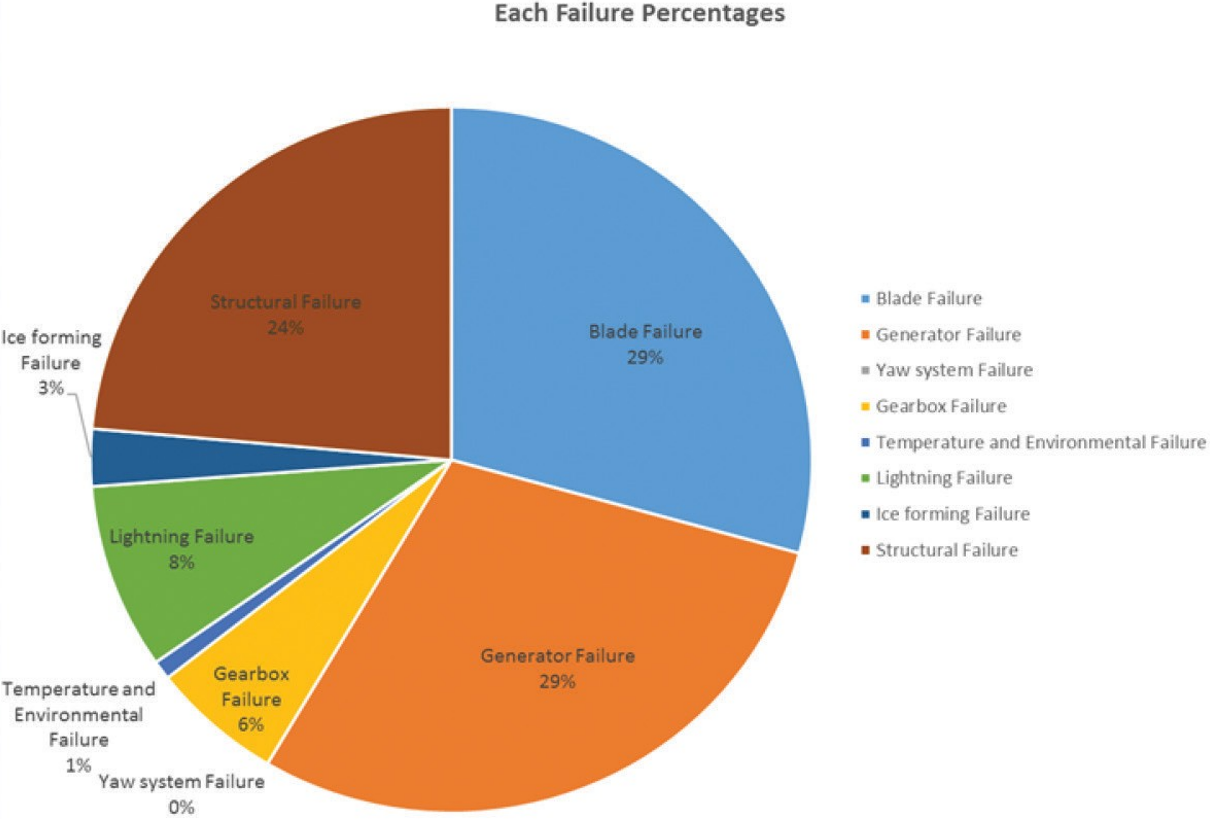 Each Failure Percentages
Structural Failure
24%
Blade Failure
29%
Ice forming
Failure
3%
Lightning Failure
8%
Generator Failure
29%
Gearbox
Failure
6%
Temperature and
Environmental
Failure
1%
Yaw system Failure
0%
Blade Failure
Generator Failure
Yaw system Failure
Gearbox Failure
Temperature and Environmental Failure
Lightning Failure
Ice forming Failure
Structural Failure